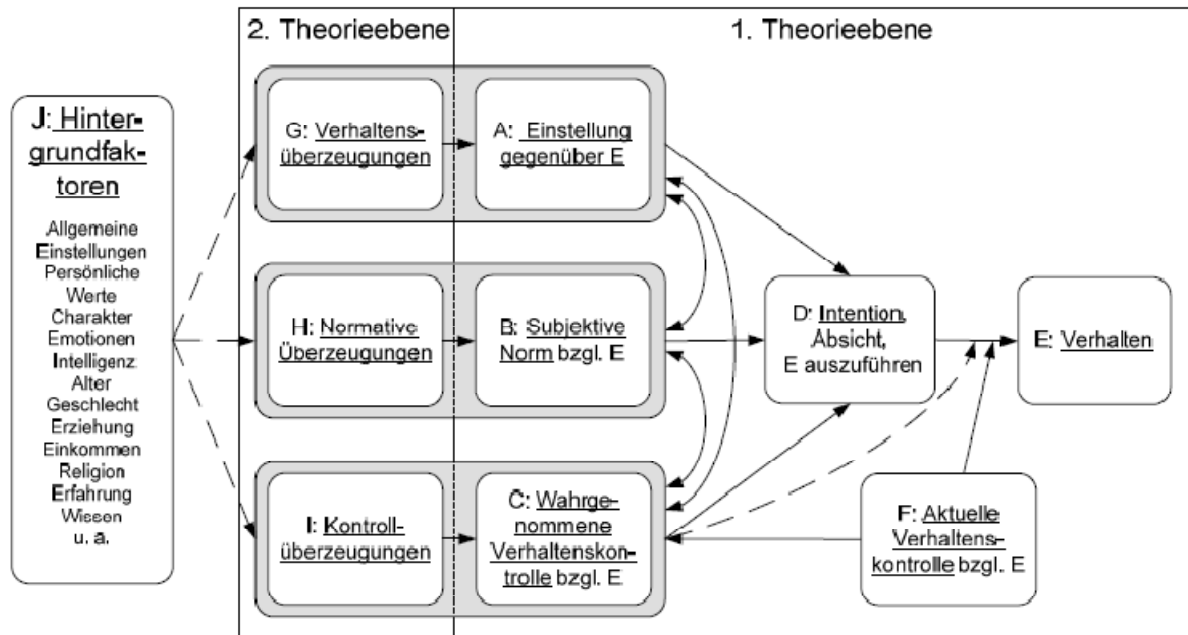 2. Theorieebene
1. Theorieebene
J: Hinter-
grundfak-
toren
Allgemeine
Einstellungen
Persönliche
Werte
Charakter
Emotionen
Intelligenz
Alter
Geschlecht
Erziehung
Einkommen
Religion
Erfahrung
Wissen
u. a.
G: Verhaltens-
überzeugungen
A: Einstellung
gegenüber E
H: Normative
Überzeugungen
B: Subjektive
Norm bzgl. E
I: Kontroll-
überzeugungen
C: Wahrge-
nommene
Verhaltenskon-
trolle bzgl. E
D: Intention,
Absicht,
E auszuführen
E: Verhalten
F: Aktuelle
Verhaltens-
kontrolle bzgl. E